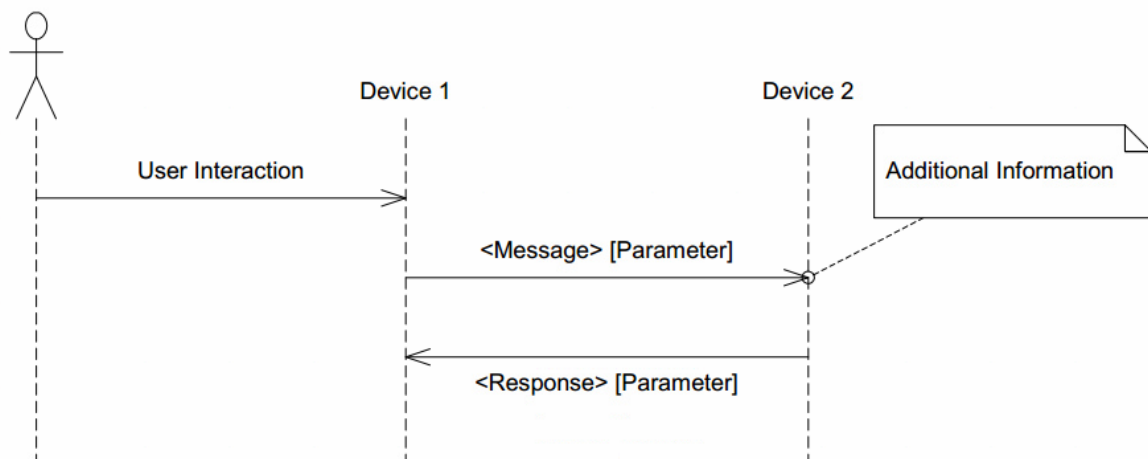 Device 1
Device 2
User Interaction
Additional Information
<Message> [Parameter]
<Response> [Parameter]